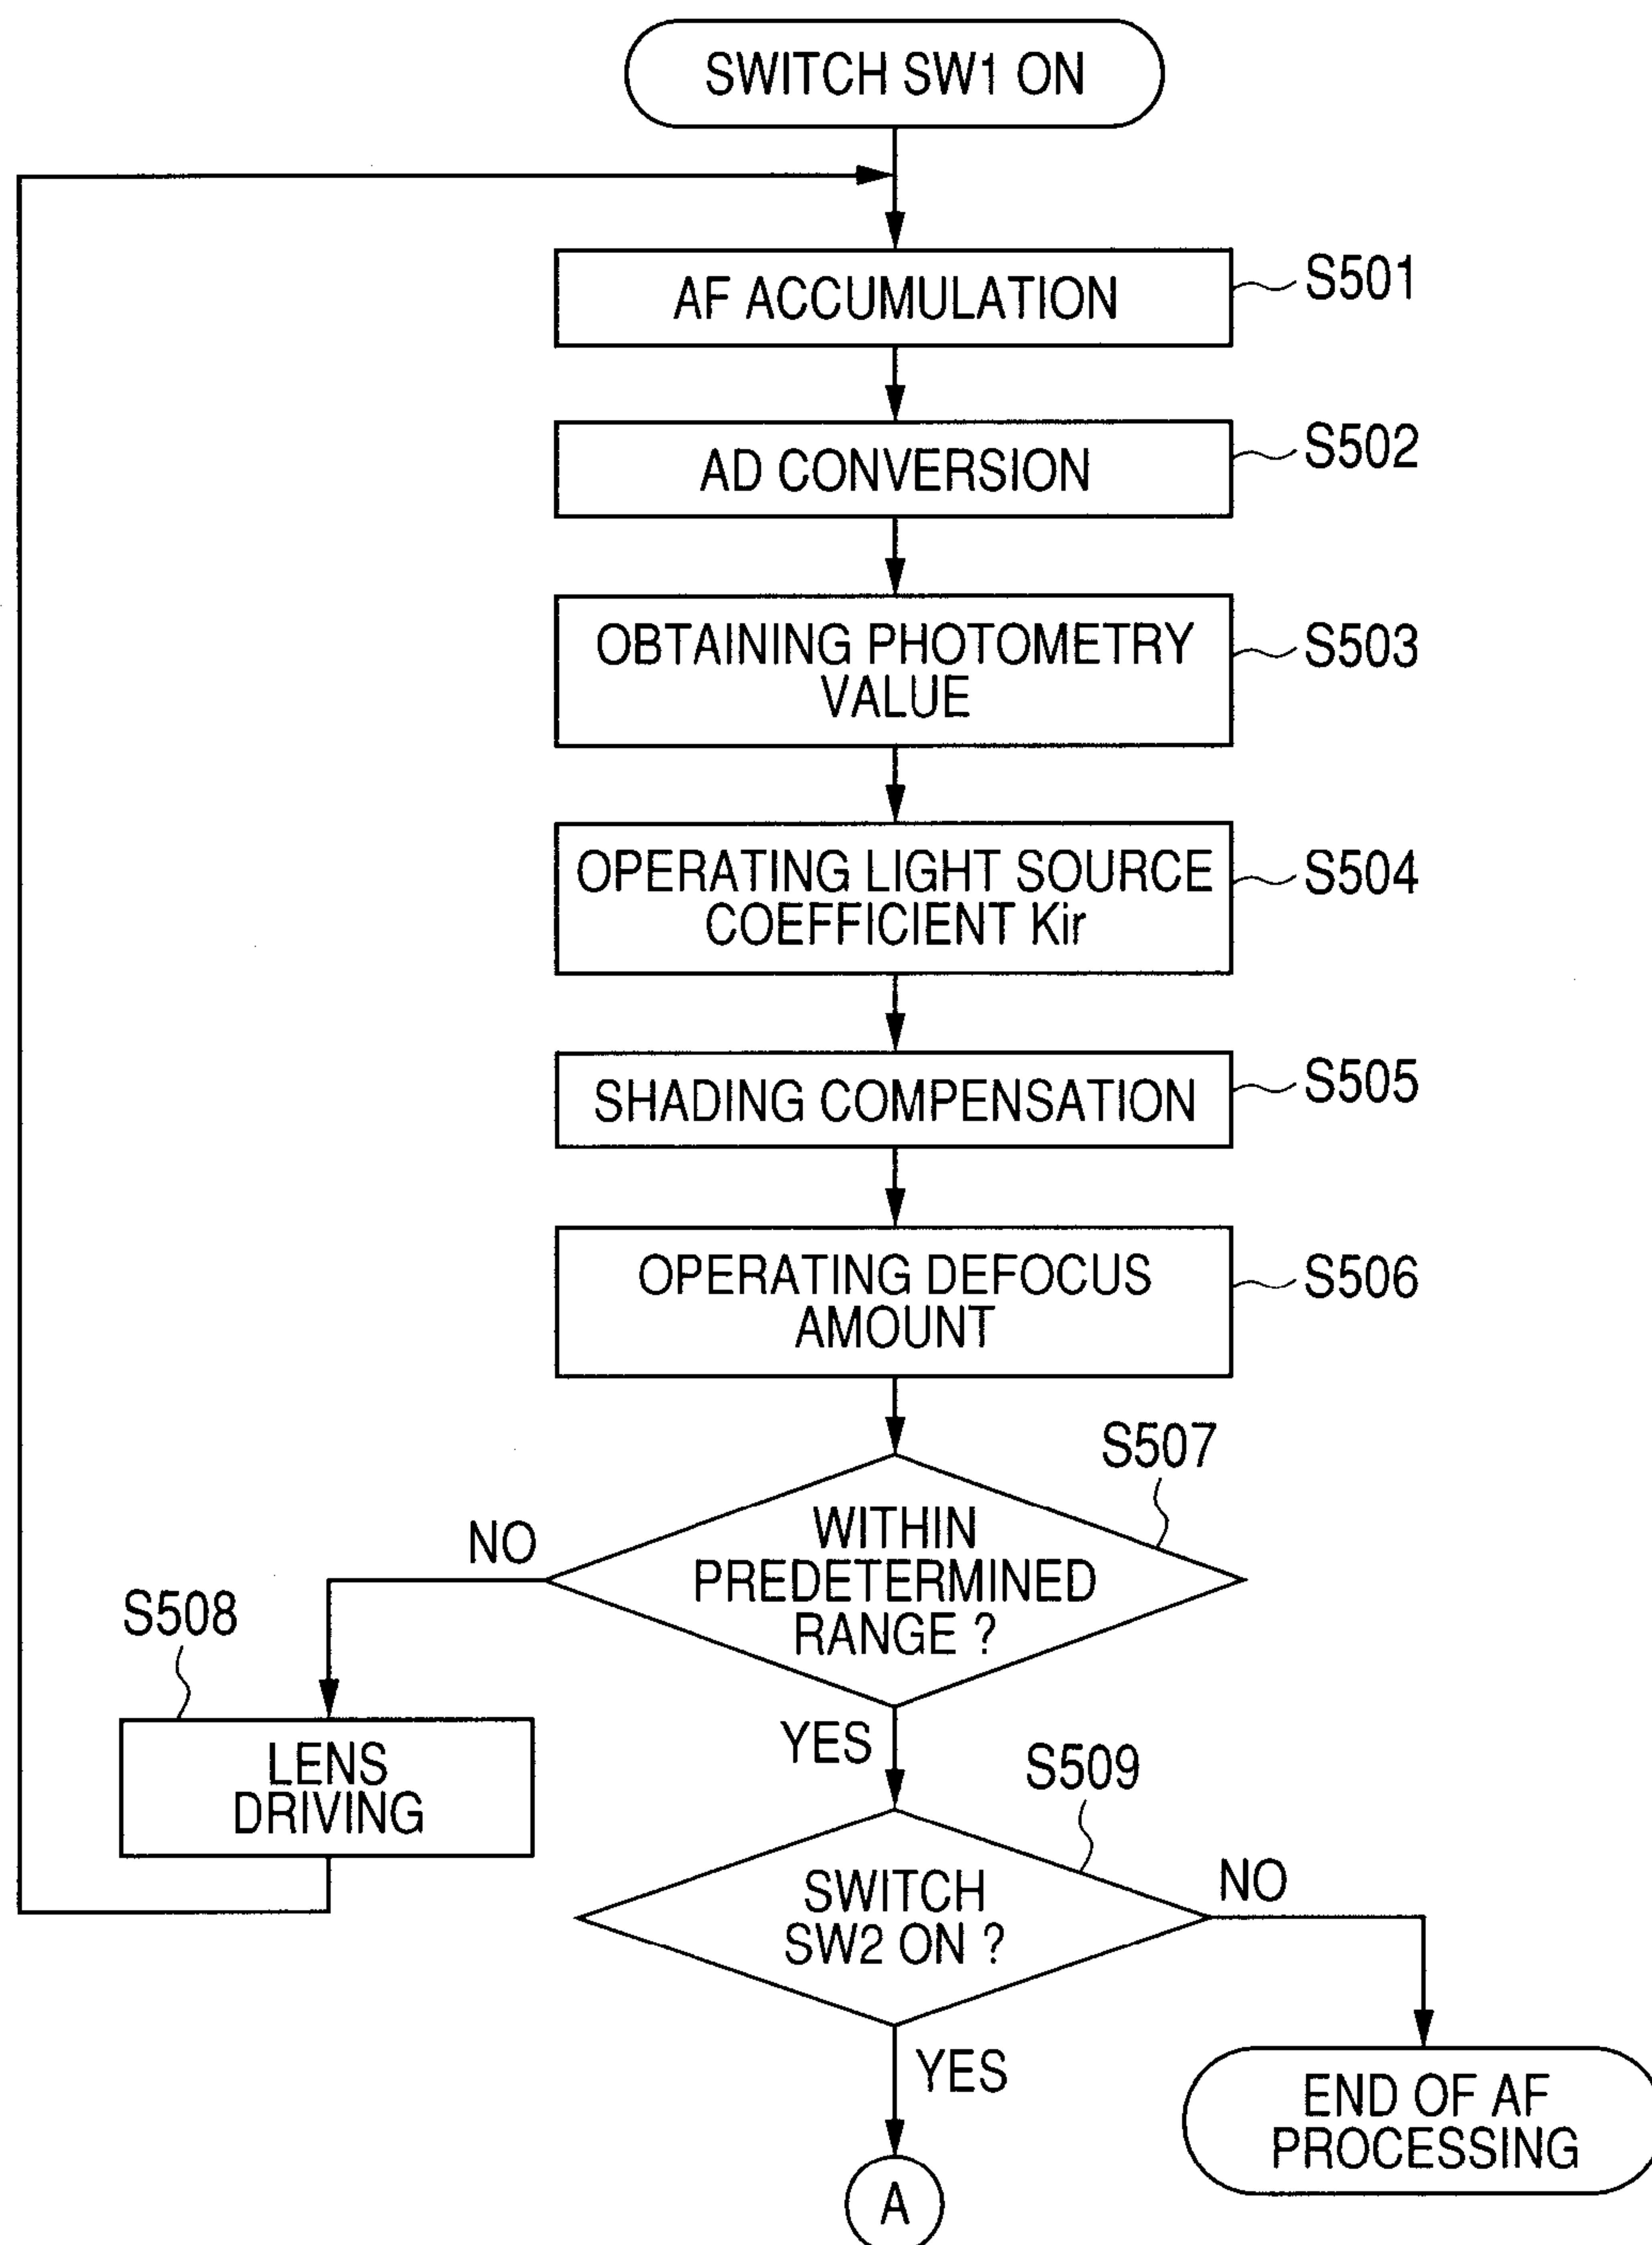 SWITCH SW1 ON
AF ACCUMULATION
S501
AD CONVERSION
S502
OBTAINING PHOTOMETRY
VALUE
S503
OPERATING LIGHT SOURCE
COEFFICIENT Kir
S504
SHADING COMPENSATION
S505
OPERATING DEFOCUS
AMOUNT
S506
S507
WITHIN
PREDETERMINED
RANGE ?
NO
S508
LENS
DRIVING
YES
S509
SWITCH
SW2 ON ?
NO
YES
END OF AF
PROCESSING
A